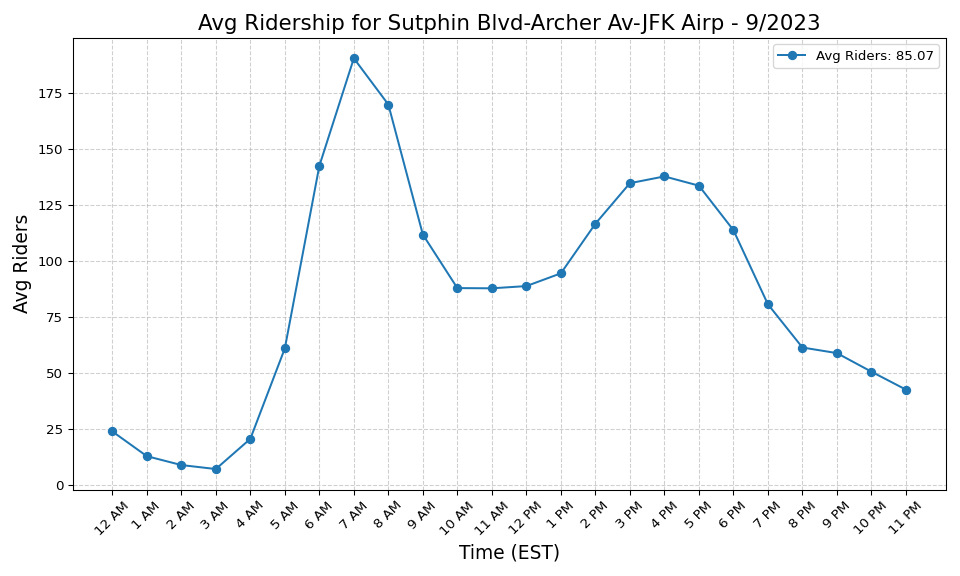 Avg Ridership for Sutphin Blvd-Archer Av-JFK Airp - 9/2023
Avg Riders: 85.07
Avg Riders
175
150
125
100
75
50
25
0
12 AM
1 AM
2 AM
3 AM
4 AM
5 AM
6 AM
7 AM
8 AM
9 AM
10 AM
11 AM
12 PM
1 PM
2 PM
3 PM
4 PM
5 PM
6 PM
7 PM
8 PM
9 PM
10 PM
11 PM
Time (EST)